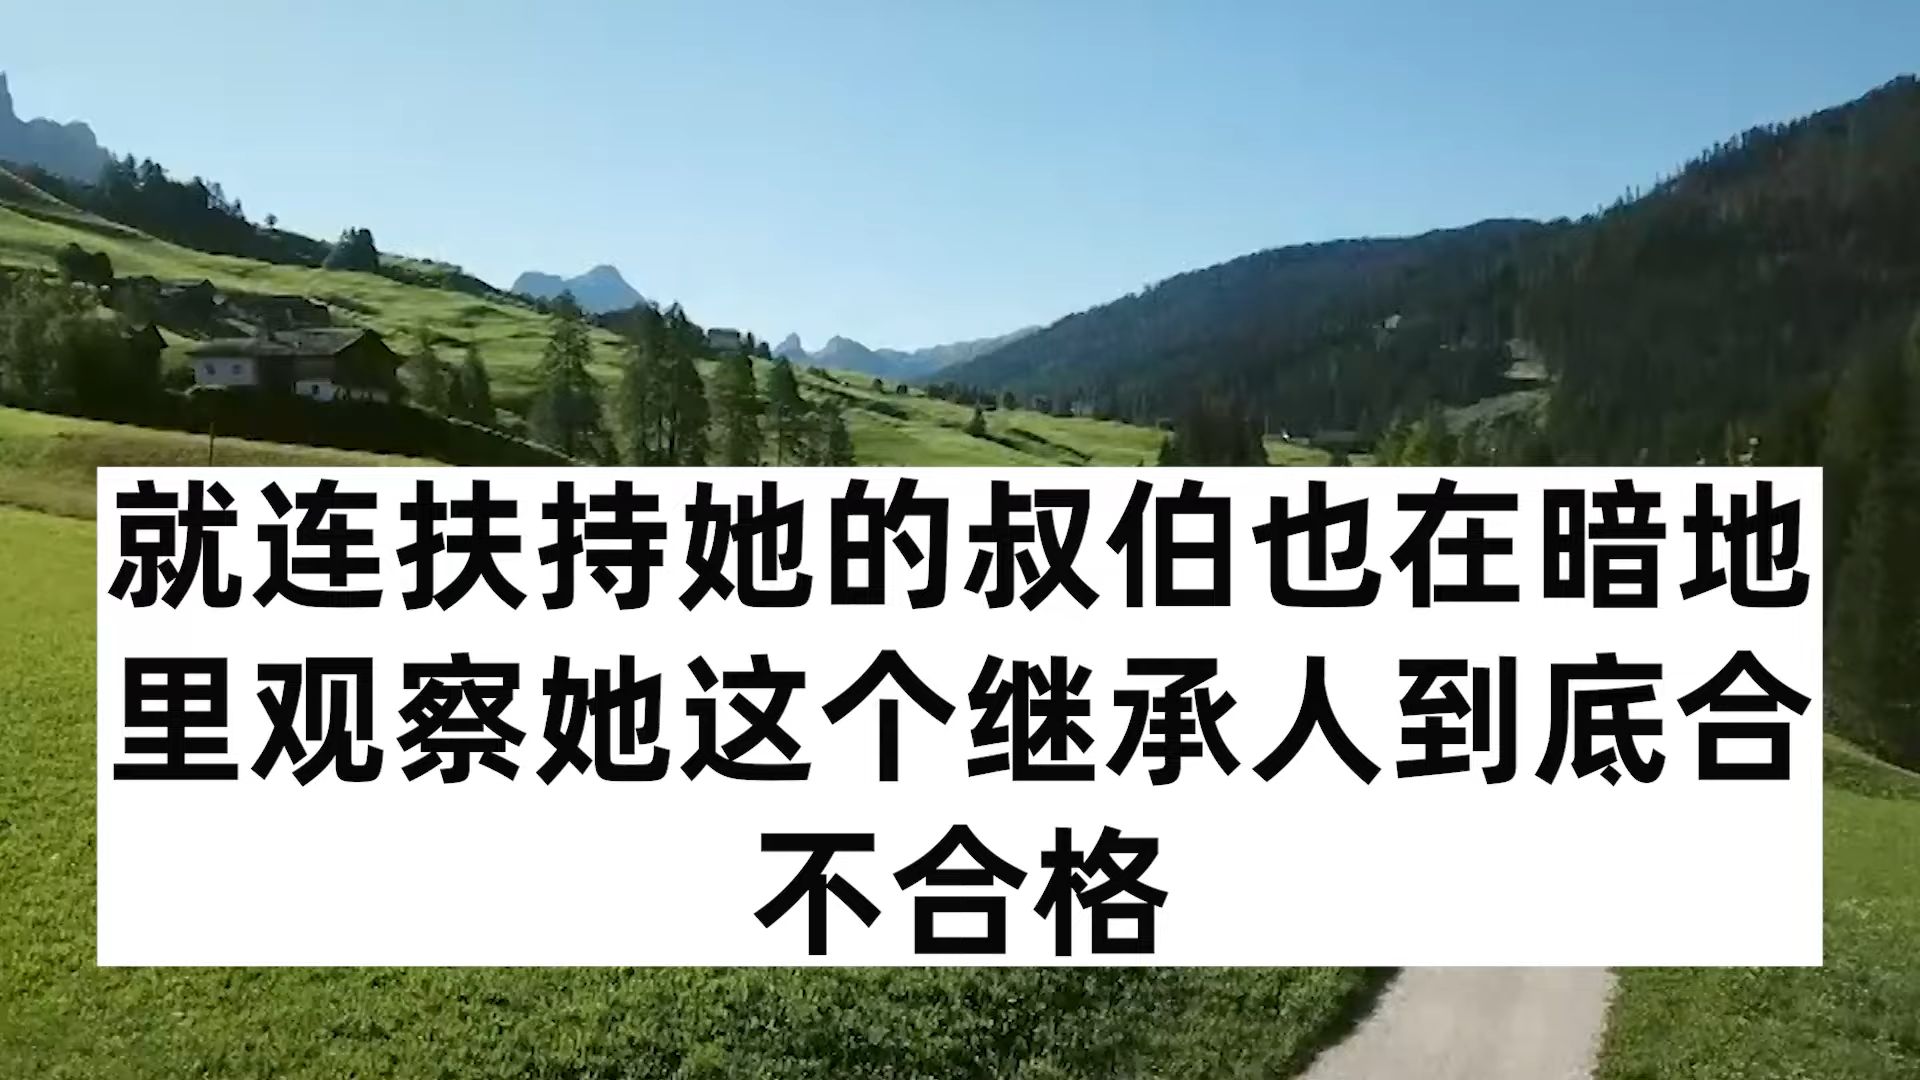 就连扶持她的叔伯也在暗地
里观察她这个继承人到底合
不合格